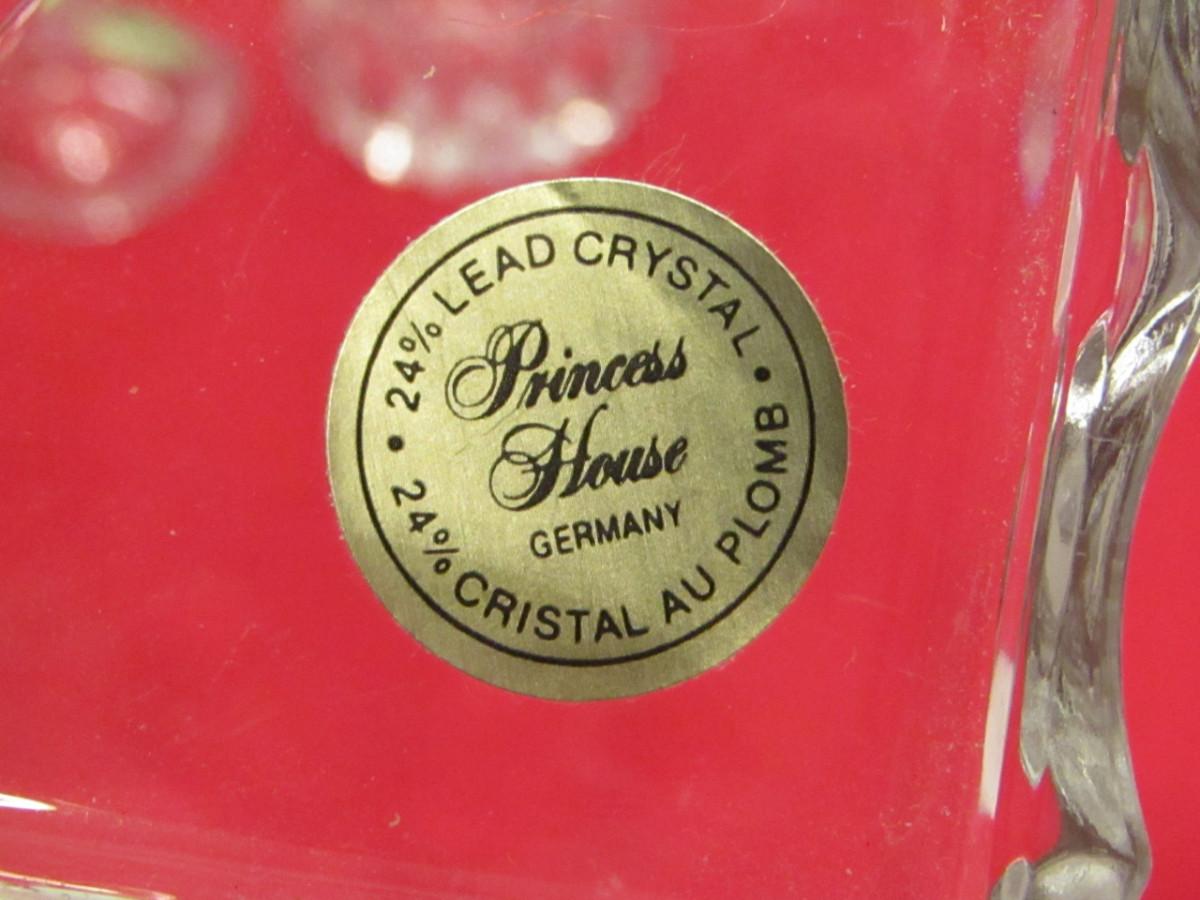 24% LEAD CRYSTAL
Princess
House
GERMANY
24% CRISTAL AU PLOMB